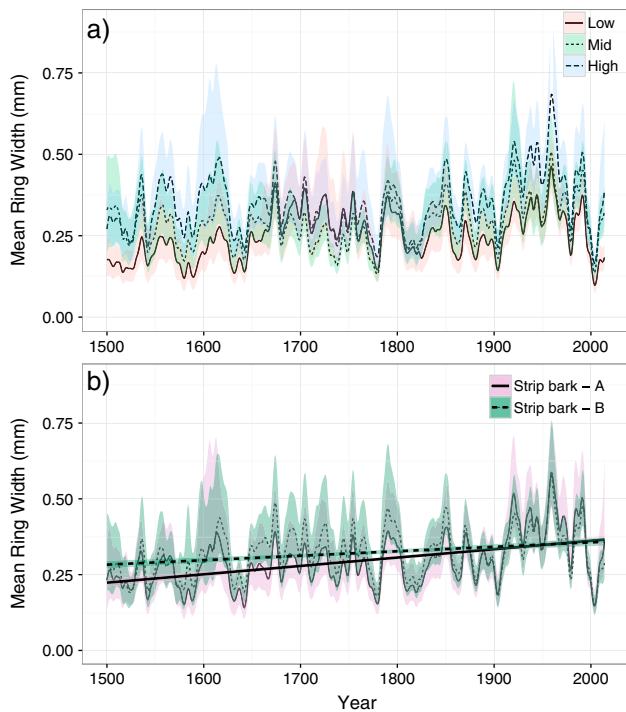 a)
Low
Mid
High
0.75
0.50
0.25
0.00
Mean Ring Width (mm)
1500 1600 1700 1800 1900 2000
b)
Strip bark – A
Strip bark – B
0.75
0.50
0.25
0.00
Mean Ring Width (mm)
1500 1600 1700 1800 1900 2000
Year